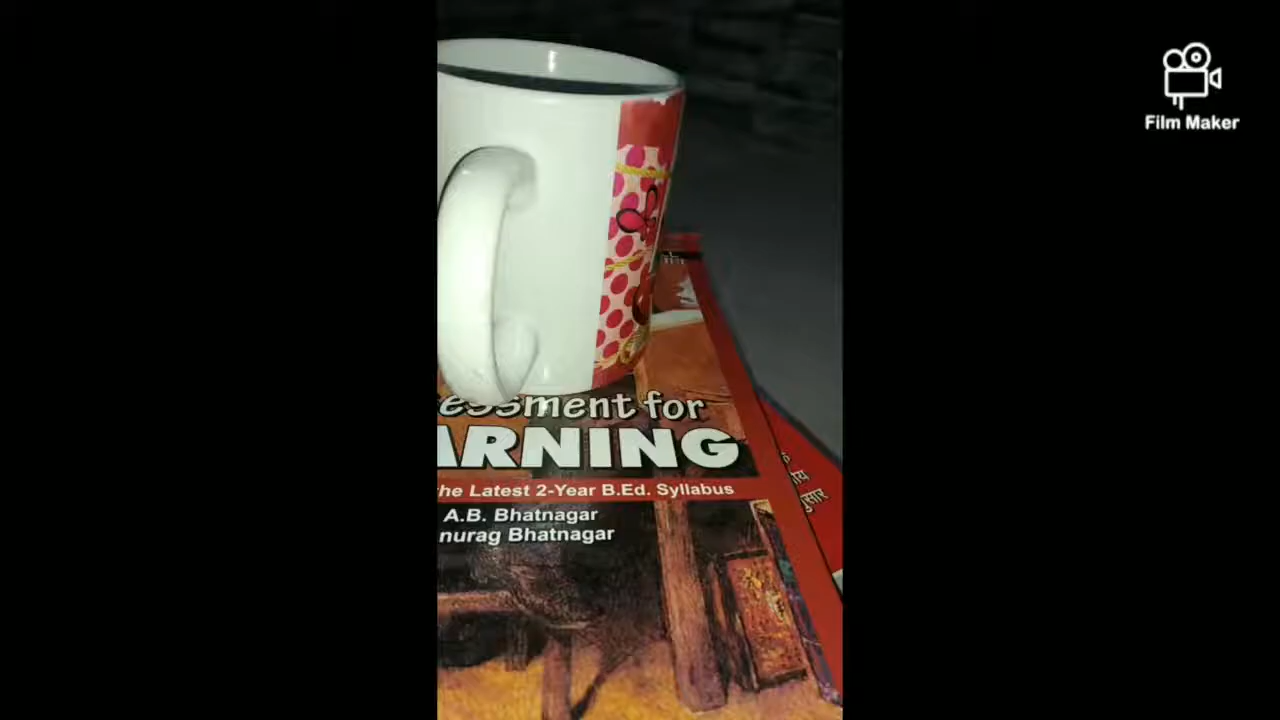 Film Maker
essment for
ARNING
he Latest 2-Year B.Ed. Syllabus
A.B. Bhatnagar
nurag Bhatnagar